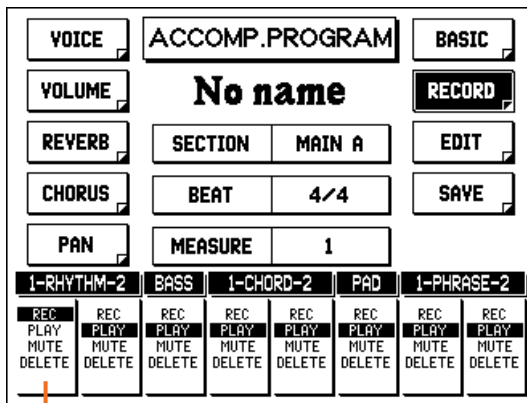 VOICE ACCOMP.PROGRAM BASIC
VOLUME No name RECORD
REVERB SECTION MAIN A EDIT
CHORUS BEAT 4/4 SAVE
PAN MEASURE 1
1-RHYTHM-2 BASS 1-CHORD-2 PAD 1-PHRASE-2
REC REC REC REC REC REC REC REC
PLAY PLAY PLAY PLAY PLAY PLAY PLAY PLAY
MUTE MUTE MUTE MUTE MUTE MUTE MUTE MUTE
DELETE DELETE DELETE DELETE DELETE DELETE DELETE DELETE